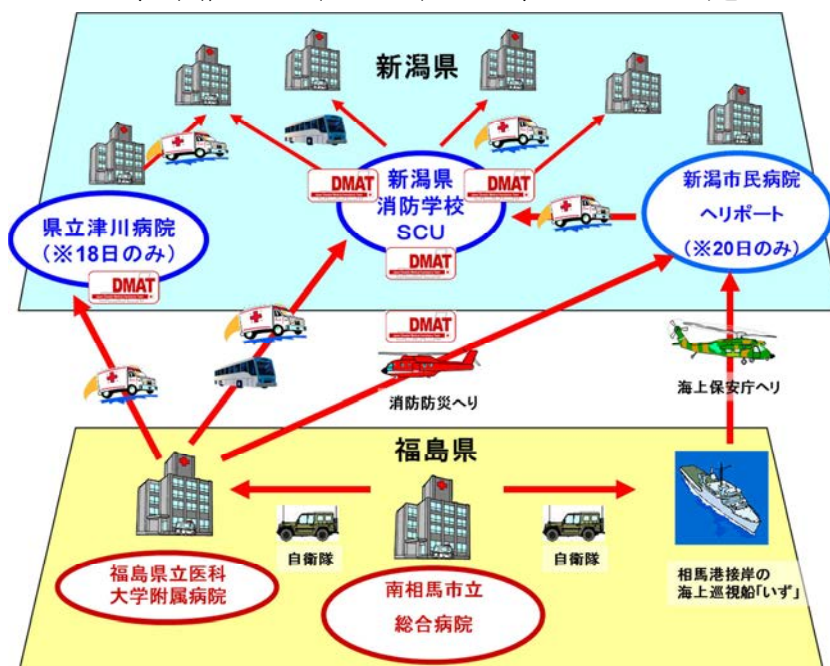 新潟県
新潟県
消防学校
SCU
DMAT
DMAT
DMAT
県立津川病院
(※18日のみ)
DMAT
新潟市民病院
ヘリポート
(※20日のみ)
DMAT
消防防災へり
海上保安庁ヘリ
福島県
自衛隊
自衛隊
福島県立医科
大学附属病院
南相馬市立
総合病院
相馬港接岸の
海上巡視船「いず」